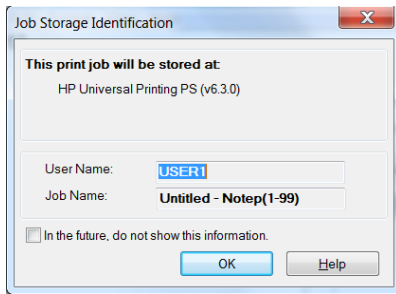 Job Storage Identification
This print job will be stored at:
HP Universal Printing PS (v6.3.0)
User Name: USER1
Job Name: Untitled - Notep(1-99)
In the future, do not show this information.
OK Help